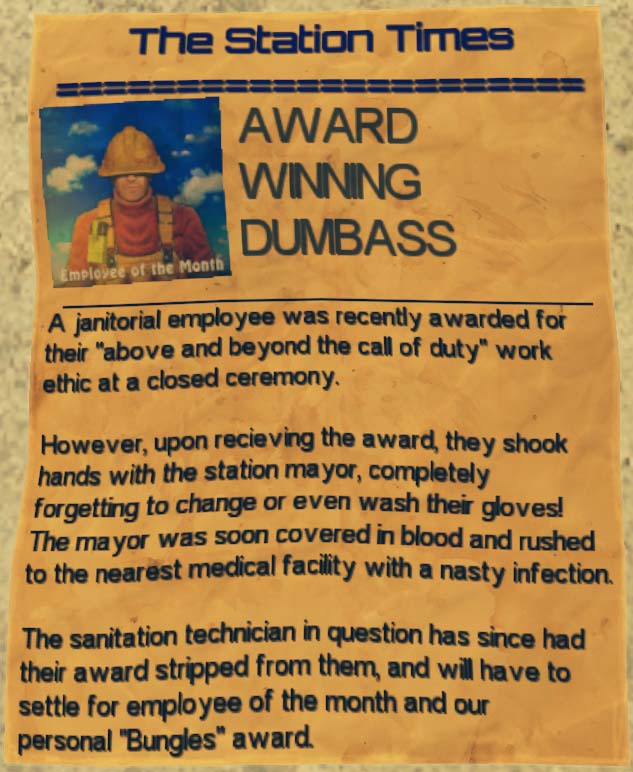 The Station Times
==============================
AWARD
WINNING
DUMBASS
Employee of the Month
A janitorial employee was recently awarded for
their "above and beyond the call of duty" work
ethic at a closed ceremony.
However, upon recieving the award, they shook
hands with the station mayor, completely
forgetting to change or even wash their gloves!
The mayor was soon covered in blood and rushed
to the nearest medical facility with a nasty infection.
The sanitation technician in question has since had
their award stripped from them, and will have to
settle for employee of the month and our
personal "Bungles" award.